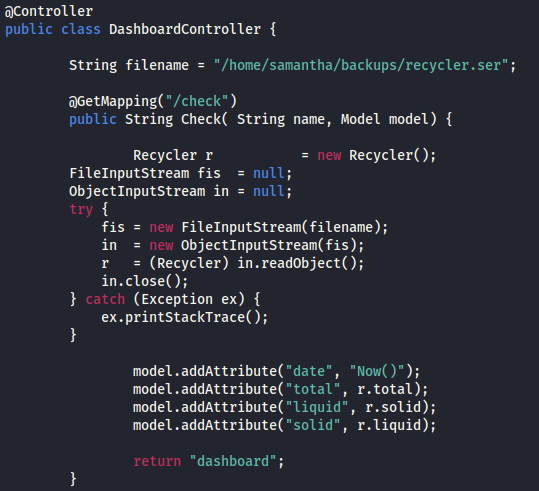 @Controller
public class DashboardController {
String filename = "/home/samantha/backups/recycler.ser";
@GetMapping("/check")
public String Check( String name, Model model) {
Recycler r = new Recycler();
FileInputStream fis = null;
ObjectInputStream in = null;
try {
fis = new FileInputStream(filename);
in = new ObjectInputStream(fis);
r = (Recycler) in.readObject();
in.close();
} catch (Exception ex) {
ex.printStackTrace();
}
model.addAttribute("date", "Now()");
model.addAttribute("total", r.total);
model.addAttribute("liquid", r.solid);
model.addAttribute("solid", r.liquid);
return "dashboard";
}